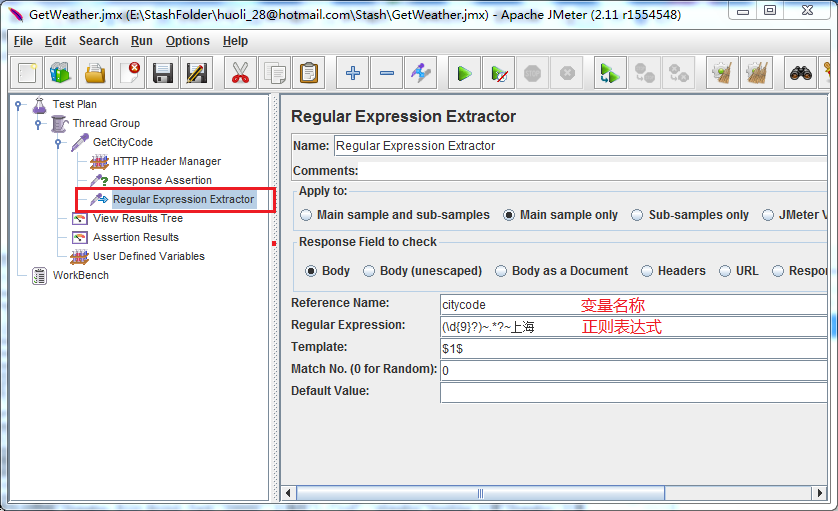 GetWeather.jmx (E:\StashFolder\huoli_28@hotmail.com\Stash\GetWeather.jmx) - Apache JMeter (2.11 r1554548)
File Edit Search Run Options Help
Test Plan
Thread Group
GetCityCode
HTTP Header Manager
Response Assertion
Regular Expression Extractor
View Results Tree
Assertion Results
User Defined Variables
WorkBench
Regular Expression Extractor
Name: Regular Expression Extractor
Comments:
Apply to:
Main sample and sub-samples Main sample only Sub-samples only JMeter V
Response Field to check
Body Body (unescaped) Body as a Document Headers URL Respon
Reference Name: citycode 变量名称
Regular Expression: (\d{9}?)~.*?~上海 正则表达式
Template: $1$
Match No. (0 for Random): 0
Default Value: